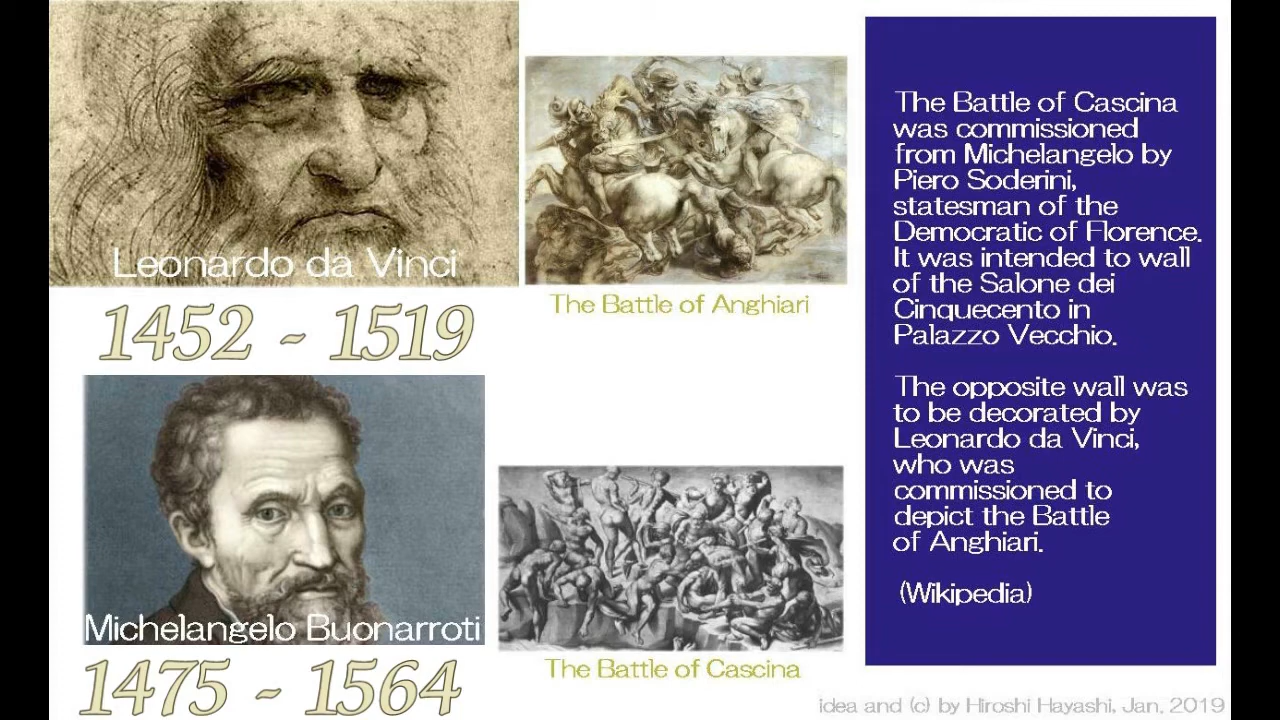 Leonardo da Vinci
1452 - 1519
The Battle of Anghiari
Michelangelo Buonarroti
1475 - 1564
The Battle of Cascina
The Battle of Cascina
was commissioned
from Michelangelo by
Piero Soderini,
statesman of the
Democratic of Florence.
It was intended to wall
of the Salone dei
Cinquecento in
Palazzo Vecchio.
The opposite wall was
to be decorated by
Leonardo da Vinci,
who was
commissioned to
depict the Battle
of Anghiari.
(Wikipedia)
idea and (c) by Hiroshi Hayashi, Jan. 2019